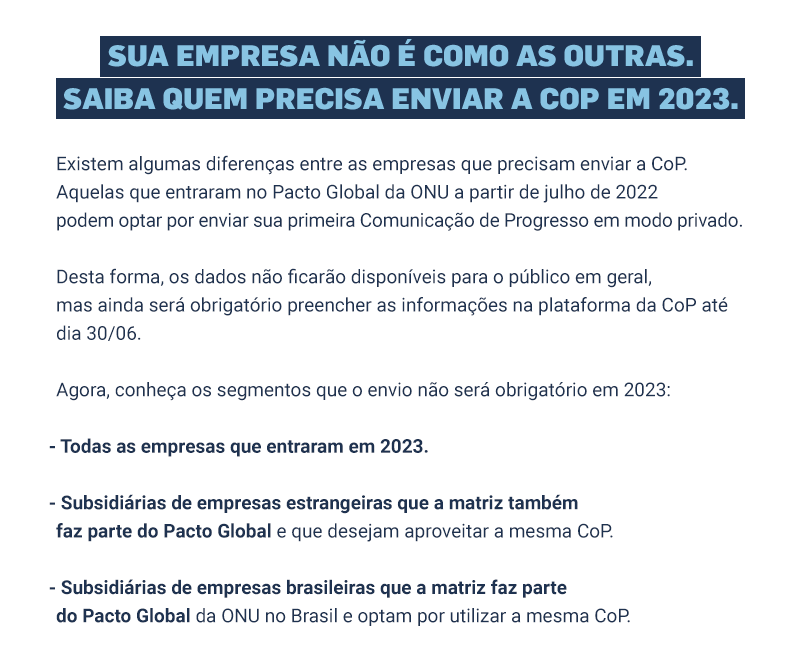 SUA EMPRESA NÃO É COMO AS OUTRAS.
SAIBA QUEM PRECISA ENVIAR A COP EM 2023.
Existem algumas diferenças entre as empresas que precisam enviar a CoP.
Aquelas que entraram no Pacto Global da ONU a partir de julho de 2022
podem optar por enviar sua primeira Comunicação de Progresso em modo privado.
Desta forma, os dados não ficarão disponíveis para o público em geral,
mas ainda será obrigatório preencher as informações na plataforma da CoP até
dia 30/06.
Agora, conheça os segmentos que o envio não será obrigatório em 2023:
- Todas as empresas que entraram em 2023.
- Subsidiárias de empresas estrangeiras que a matriz também
faz parte do Pacto Global e que desejam aproveitar a mesma CoP.
- Subsidiárias de empresas brasileiras que a matriz faz parte
do Pacto Global da ONU no Brasil e optam por utilizar a mesma CoP.